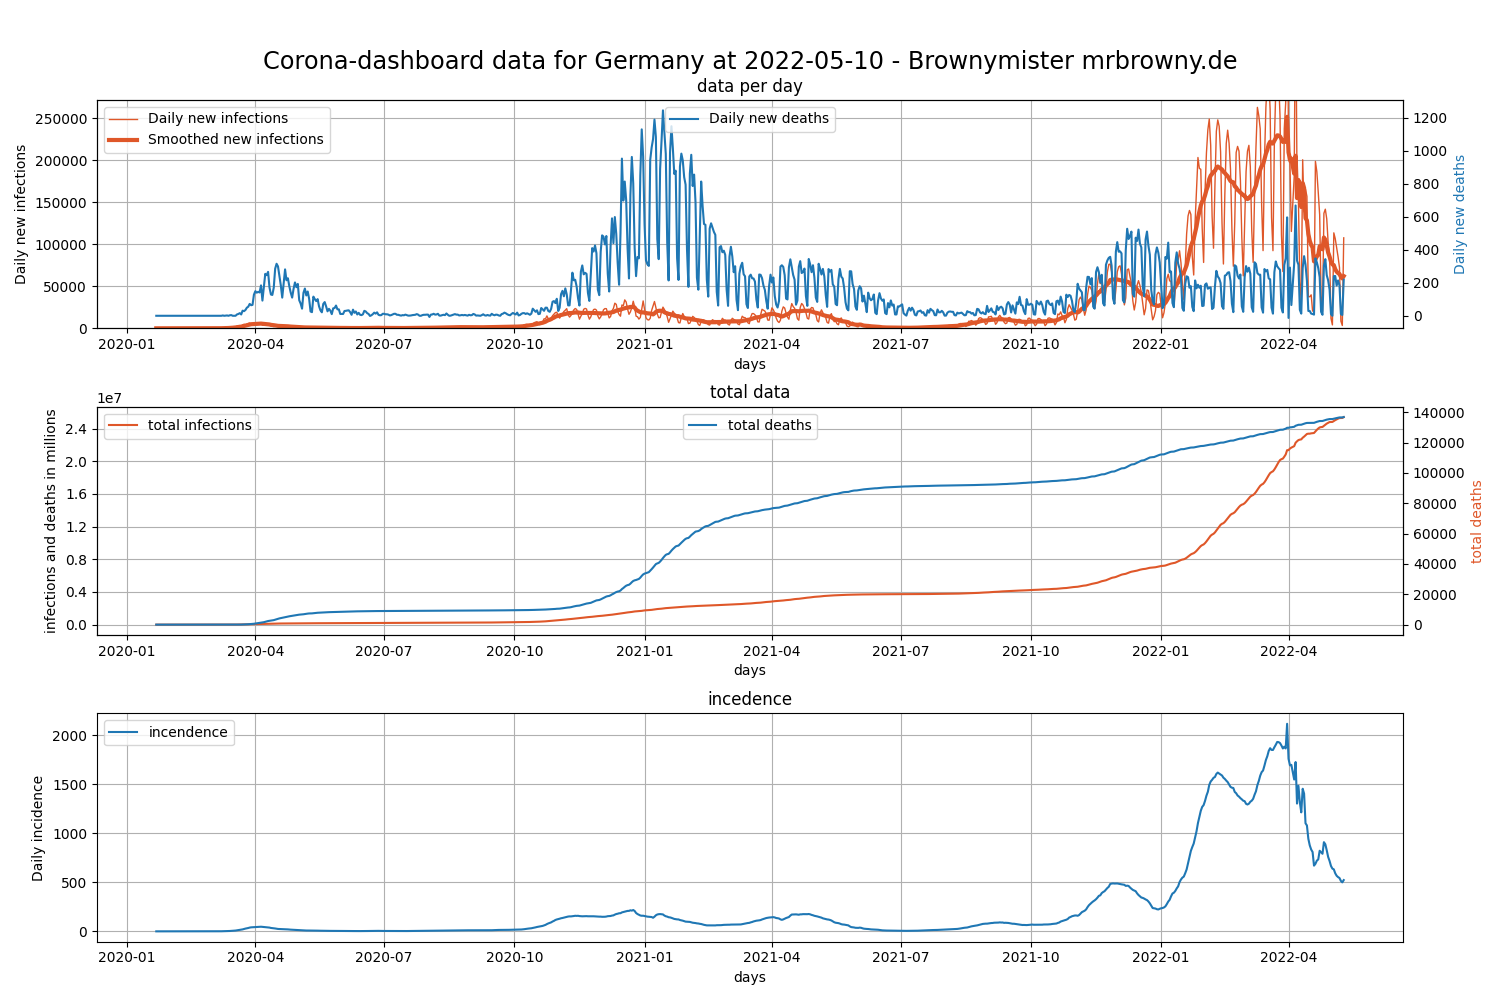 Corona-dashboard data for Germany at 2022-05-10 - Brownymister mrbrowny.de
data per day
Daily new infections
Smoothed new infections
Daily new deaths
250000
200000
150000
100000
50000
0
Daily new infections
1200
1000
800
600
400
200
0
Daily new deaths
2020-01 2020-04 2020-07 2020-10 2021-01 2021-04 2021-07 2021-10 2022-01 2022-04
days
total data
1e7
total infections
total deaths
2.4
2.0
1.6
1.2
0.8
0.4
0.0
infections and deaths in millions
140000
120000
100000
80000
60000
40000
20000
0
total deaths
2020-01 2020-04 2020-07 2020-10 2021-01 2021-04 2021-07 2021-10 2022-01 2022-04
days
incedence
incendence
2000
1500
1000
500
0
Daily incidence
2020-01 2020-04 2020-07 2020-10 2021-01 2021-04 2021-07 2021-10 2022-01 2022-04
days